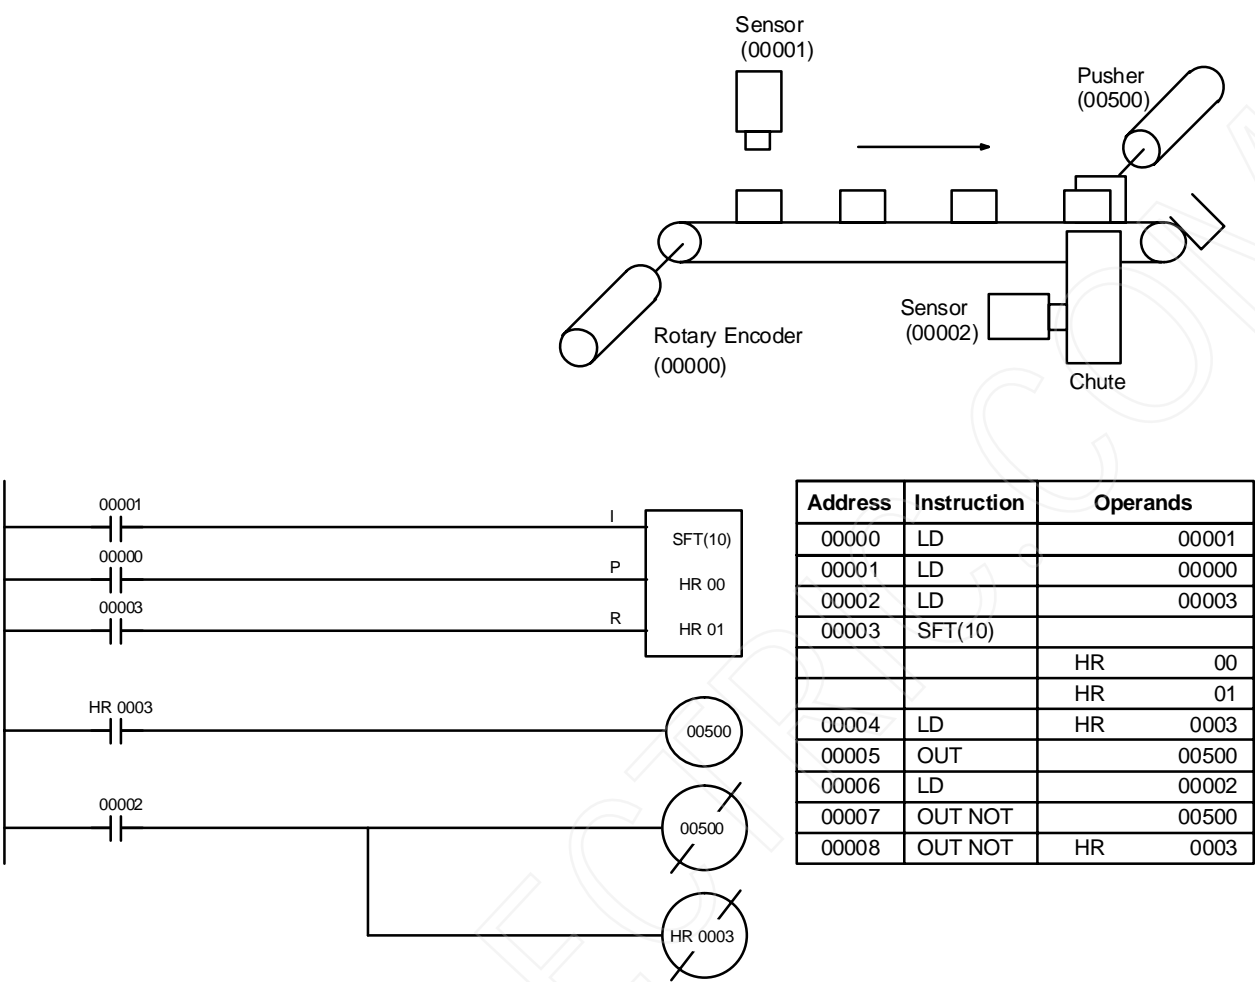 Sensor
(00001)
Pusher
(00500)
Sensor
(00002)
Rotary Encoder
(00000)
Chute
00001
I
SFT(10)
00000
P
HR 00
00003
R
HR 01
HR 0003
00500
00002
00500
HR 0003
Address Instruction Operands
00000 LD 00001
00001 LD 00000
00002 LD 00003
00003 SFT(10)
HR 00
HR 01
00004 LD HR 0003
00005 OUT 00500
00006 LD 00002
00007 OUT NOT 00500
00008 OUT NOT HR 0003